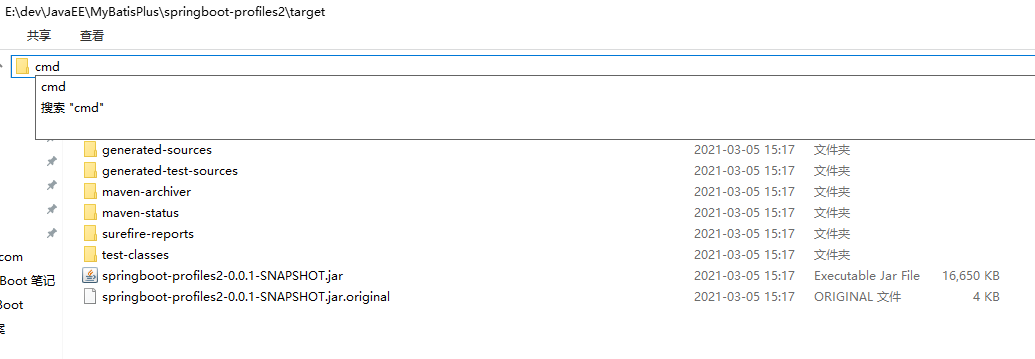 E:\dev\JavaEE\MyBatisPlus\springboot-profiles2\target
共享 查看
cmd
cmd
搜索 "cmd"
generated-sources 2021-03-05 15:17 文件夹
generated-test-sources 2021-03-05 15:17 文件夹
maven-archiver 2021-03-05 15:17 文件夹
maven-status 2021-03-05 15:17 文件夹
surefire-reports 2021-03-05 15:17 文件夹
test-classes 2021-03-05 15:17 文件夹
com
Boot 笔记 springboot-profiles2-0.0.1-SNAPSHOT.jar 2021-03-05 15:17 Executable Jar File 16,650 KB
springboot-profiles2-0.0.1-SNAPSHOT.jar.original 2021-03-05 15:17 ORIGINAL 文件 4 KB
Boot